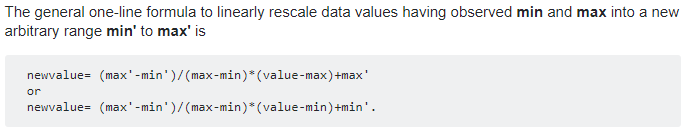 The general one-line formula to linearly rescale data values having observed min and max into a new
arbitrary range min' to max' is
newvalue= (max'-min')/(max-min)*(value-max)+max'
or
newvalue= (max'-min')/(max-min)*(value-min)+min'.